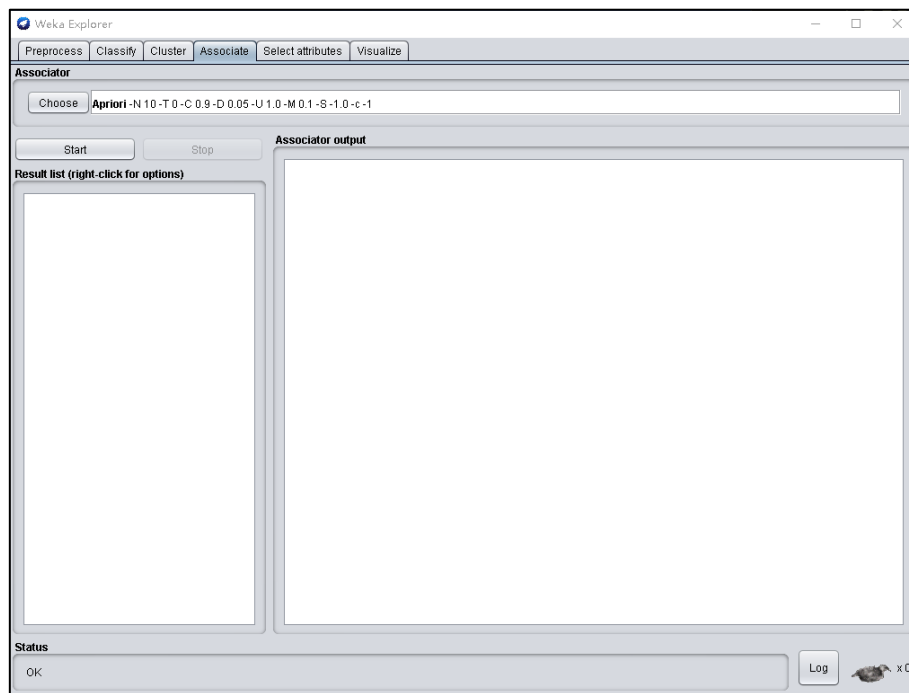 Weka Explorer
Preprocess Classify Cluster Associate Select attributes Visualize
Associator
Choose Apriori -N 10 -T 0 -C 0.9 -D 0.05 -U 1.0 -M 0.1 -S -1.0 -c -1
Start Stop
Associator output
Result list (right-click for options)
Status
OK
Log
x 0